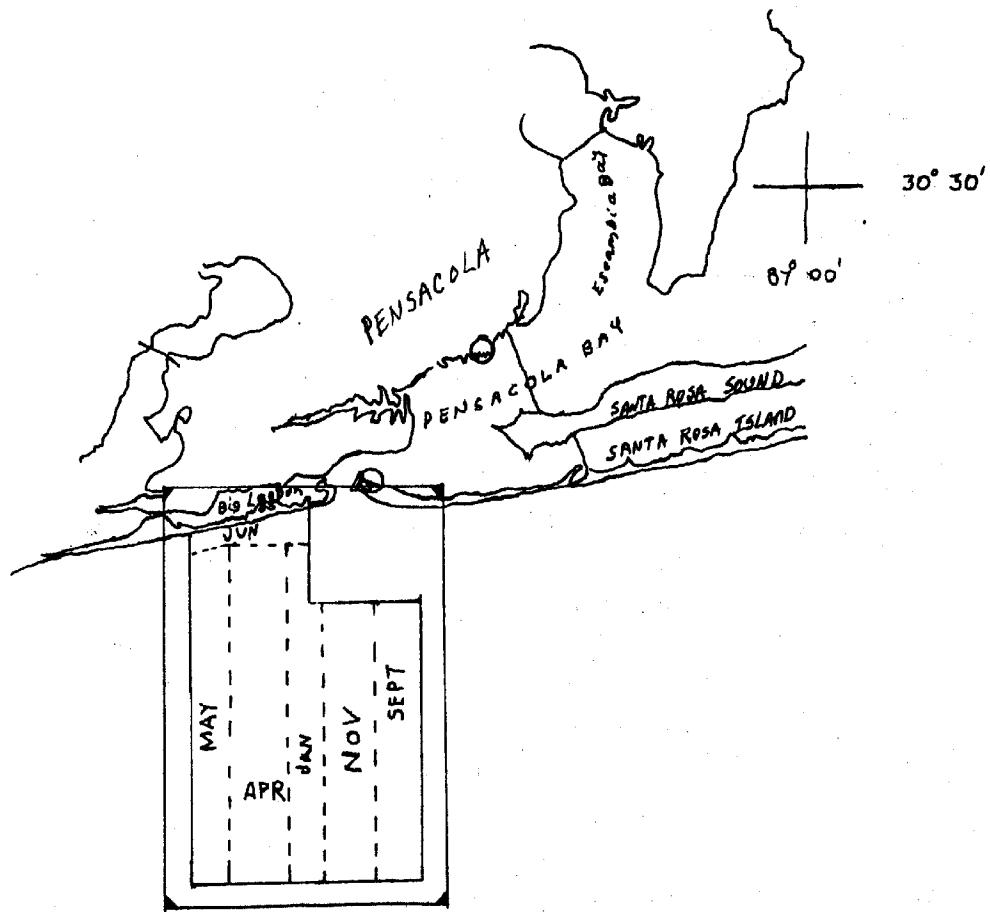 Escambia Bay
30° 30'
87° 00'
PENSACOLA
PENSACOLA BAY
SANTA ROSA SOUND
SANTA ROSA ISLAND
Big Lagoon
JUN
MAY
APR
JAN
NOV
SEPT